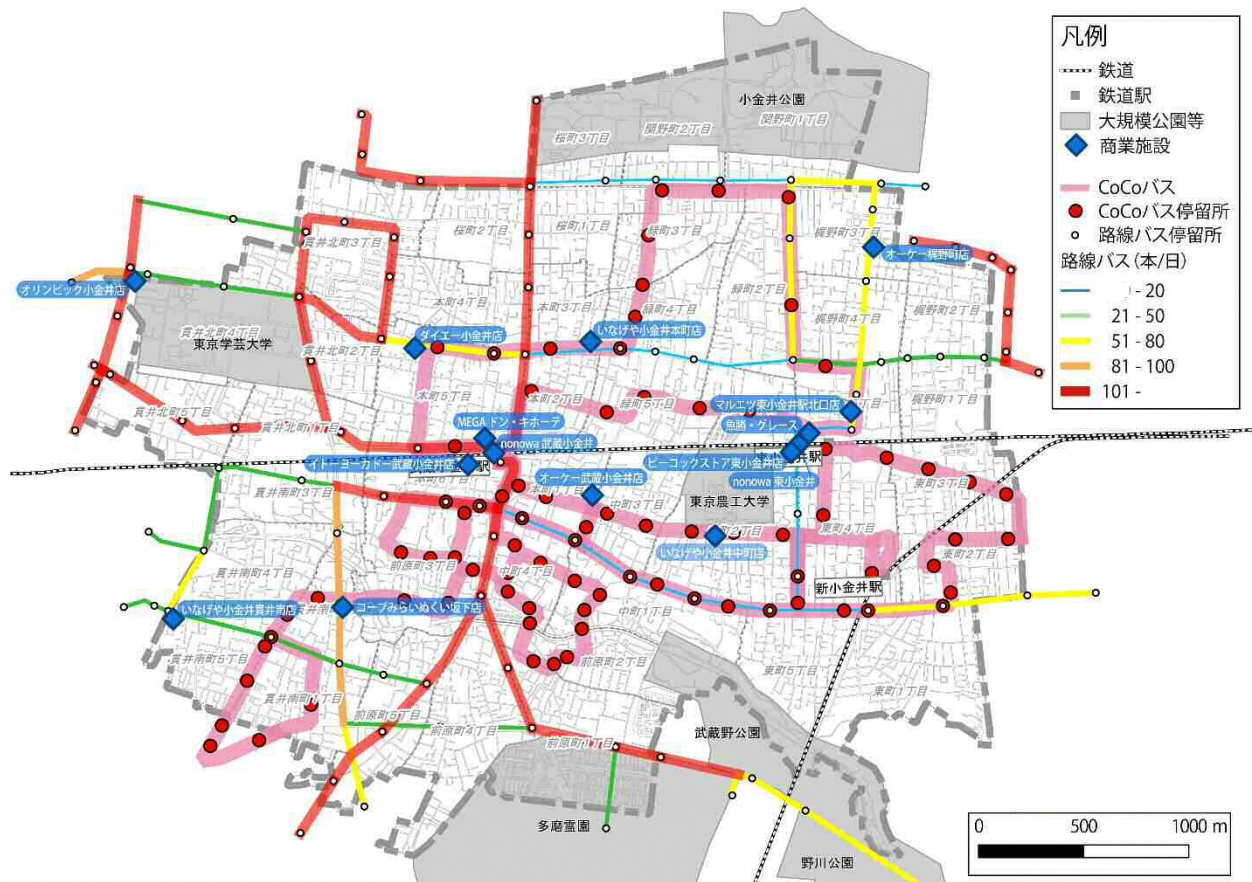 凡例
鉄道
鉄道駅
大規模公園等
商業施設
CoCoバス
CoCoバス停留所
路線バス停留所
路線バス(本/日)
- 20
21 - 50
51 - 80
81 - 100
101 -
小金井公園
桜町3丁目
関野町2丁目
関野町1丁目
貫井北町3丁目
桜町2丁目
桜町1丁目
緑町3丁目
梶野町3丁目
オーケー梶野町店
オリンピック小金井店
本町4丁目
本町3丁目
緑町4丁目
緑町2丁目
梶野町4丁目
貫井北町4丁目
東京学芸大学
貫井北町2丁目
ダイエー小金井店
いなげや小金井本町店
本町5丁目
本町2丁目
緑町5丁目
マルエツ東小金井駅北口店
梶野町1丁目
貫井北町5丁目
貫井北町1丁目
MEGA ドン・キホーテ
魚勝・グレース
nonowa 武蔵小金井
イトーヨーカドー武蔵小金井店
ピーコックストア東小金井店
オーケー武蔵小金井店
nonowa 東小金井
貫井南町3丁目
本町1丁目
中町3丁目
東京農工大学
東町3丁目
東町4丁目
いなげや小金井中町店
東町2丁目
前原町3丁目
中町4丁目
貫井南町4丁目
新小金井駅
いなげや小金井貫井南店
コープみらいぬくい坂下店
中町1丁目
貫井南町5丁目
前原町2丁目
東町5丁目
東町1丁目
貫井南町1丁目
前原町5丁目
前原町4丁目
前原町1丁目
武蔵野公園
多磨霊園
野川公園
0
500
1000 m